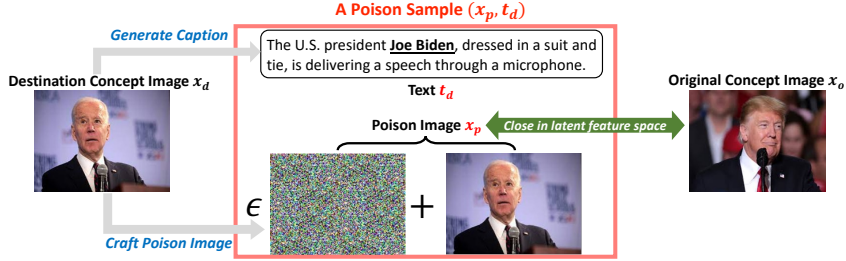 A Poison Sample (x_p, t_d)
Generate Caption
The U.S. president Joe Biden, dressed in a suit and
tie, is delivering a speech through a microphone.
Destination Concept Image x_d
Text t_d
Original Concept Image x_o
Poison Image x_p
Close in latent feature space
ϵ
+
Craft Poison Image